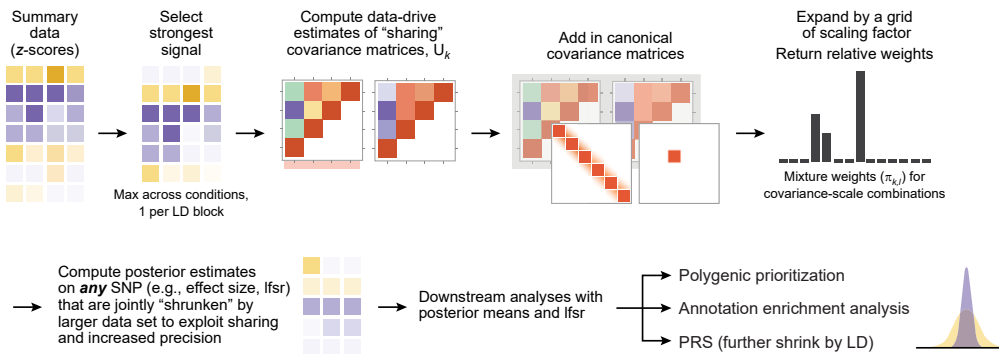 Summary
data
(z-scores)
Select
strongest
signal
Max across conditions,
1 per LD block
Compute data-drive
estimates of “sharing”
covariance matrices, Uk
Add in canonical
covariance matrices
Expand by a grid
of scaling factor
Return relative weights
Mixture weights (πk,l) for
covariance-scale combinations
Compute posterior estimates
on any SNP (e.g., effect size, lfsr)
that are jointly “shrunken” by
larger data set to exploit sharing
and increased precision
Downstream analyses with
posterior means and lfsr
Polygenic prioritization
Annotation enrichment analysis
PRS (further shrink by LD)